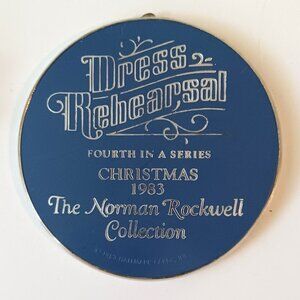 Dress
Rehearsal
FOURTH IN A SERIES
CHRISTMAS
1983
The Norman Rockwell
Collection